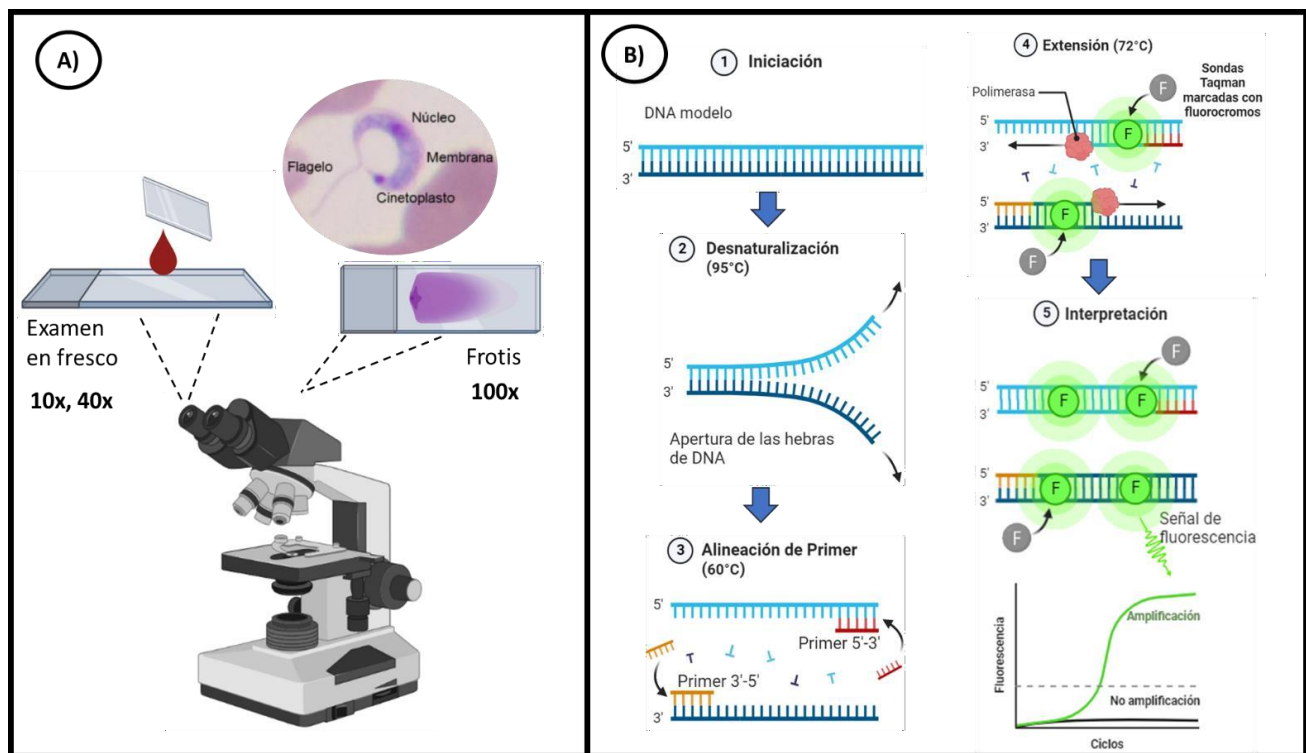 A)
Núcleo
Membrana
Flagelo
Cinetoplasto
Examen
en fresco
10x, 40x
Frotis
100x
B)
1 Iniciación
DNA modelo
5'
3'
2 Desnaturalización
(95°C)
5'
3'
Apertura de las hebras
de DNA
3 Alineación de Primer
(60°C)
5'
Primer 5'-3'
Primer 3'-5'
3'
4 Extensión (72°C)
Sondas
Taqman
marcadas con
fluorocromos
F
Polimerasa
5'
F
3'
5'
F
3'
F
5 Interpretación
F
5'
F F
3'
5'
F F
3'
F
Señal de
fluorescencia
Fluorescencia
Amplificación
No amplificación
Ciclos